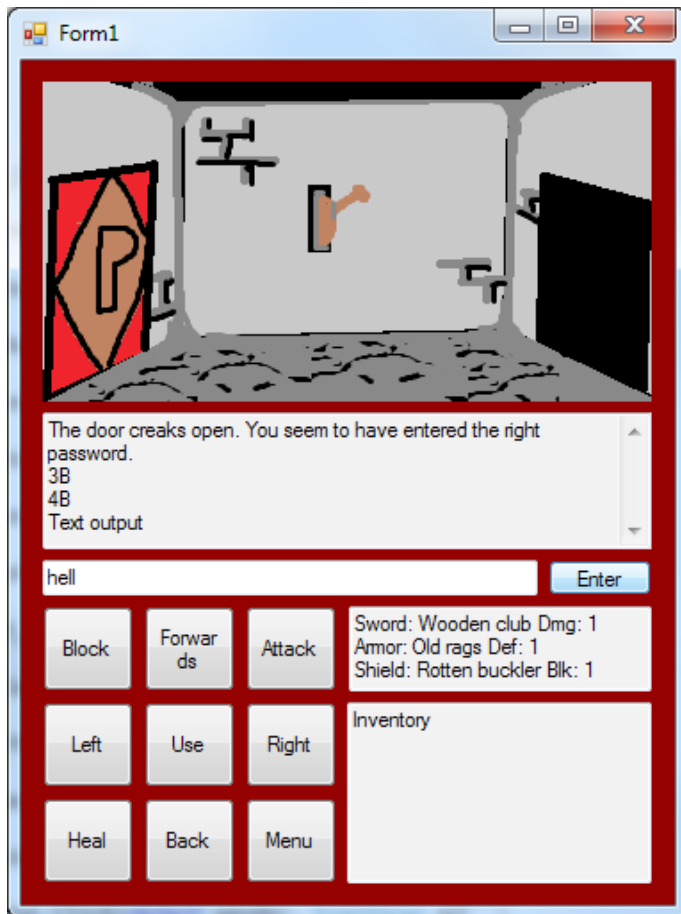 Form1
P
The door creaks open. You seem to have entered the right
password.
3B
4B
Text output
hell
Enter
Block
Forwar
ds
Attack
Sword: Wooden club Dmg: 1
Armor: Old rags Def: 1
Shield: Rotten buckler Blk: 1
Left
Use
Right
Inventory
Heal
Back
Menu